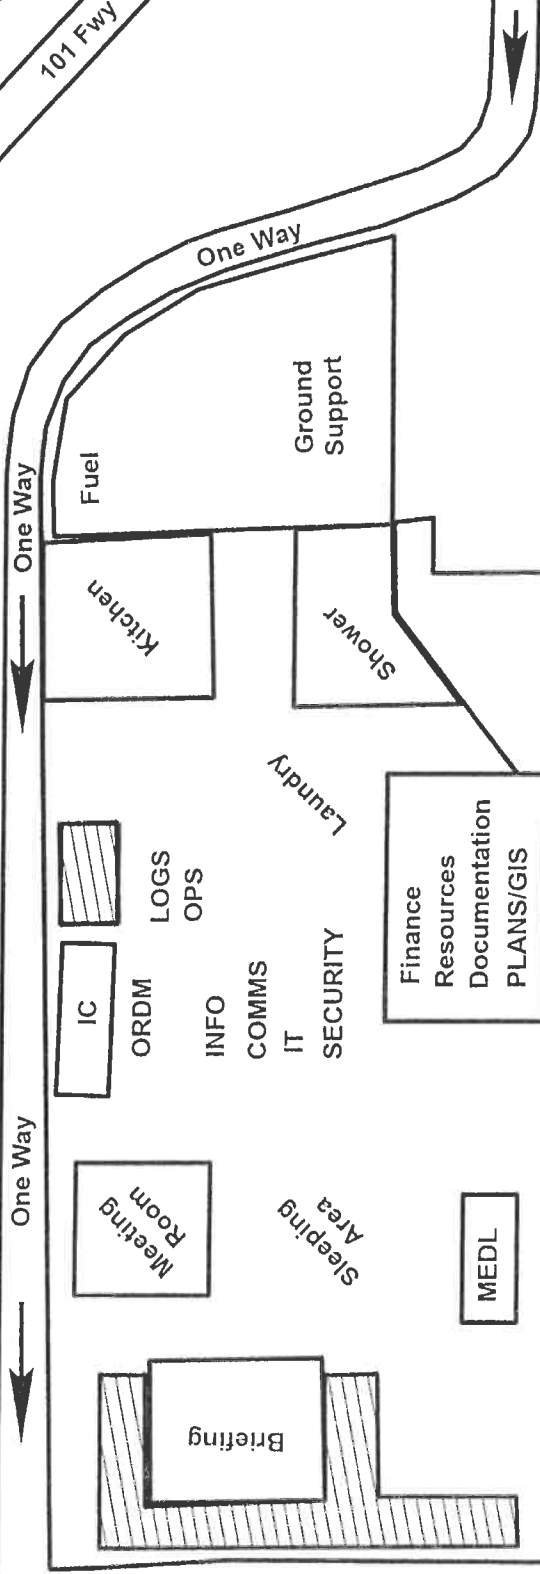 101 Fwy
One Way
Ground
Support
Fuel
One Way
Kitchen
Shower
Laundry
LOGS
OPS
IC
ORDM
INFO
COMMS
IT
SECURITY
Finance
Resources
Documentation
PLANS/GIS
One Way
Meeting
Room
Sleeping
Area
MEDL
Briefing